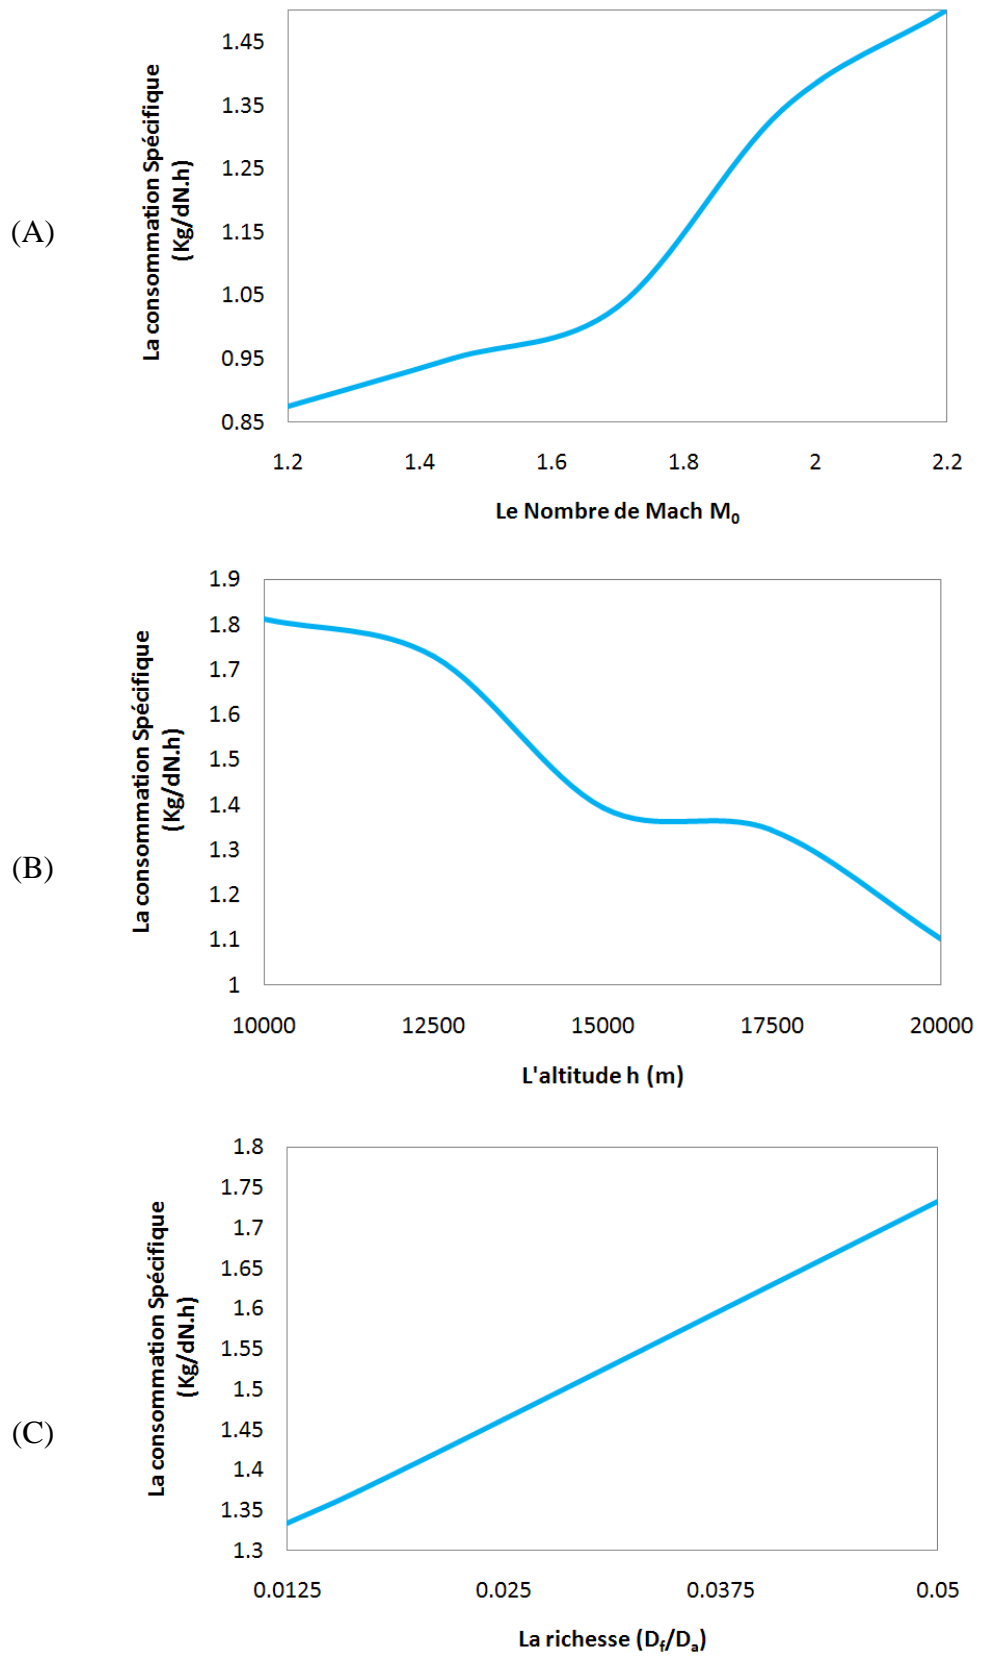 (A)
La consommation Spécifique
(Kg/dN.h)
1.45
1.35
1.25
1.15
1.05
0.95
0.85
1.2 1.4 1.6 1.8 2 2.2
Le Nombre de Mach M₀
(B)
La consommation Spécifique
(Kg/dN.h)
1.9
1.8
1.7
1.6
1.5
1.4
1.3
1.2
1.1
1
10000 12500 15000 17500 20000
L'altitude h (m)
(C)
La consommation Spécifique
(Kg/dN.h)
1.8
1.75
1.7
1.65
1.6
1.55
1.5
1.45
1.4
1.35
1.3
0.0125 0.025 0.0375 0.05
La richesse (D_f/D_a)